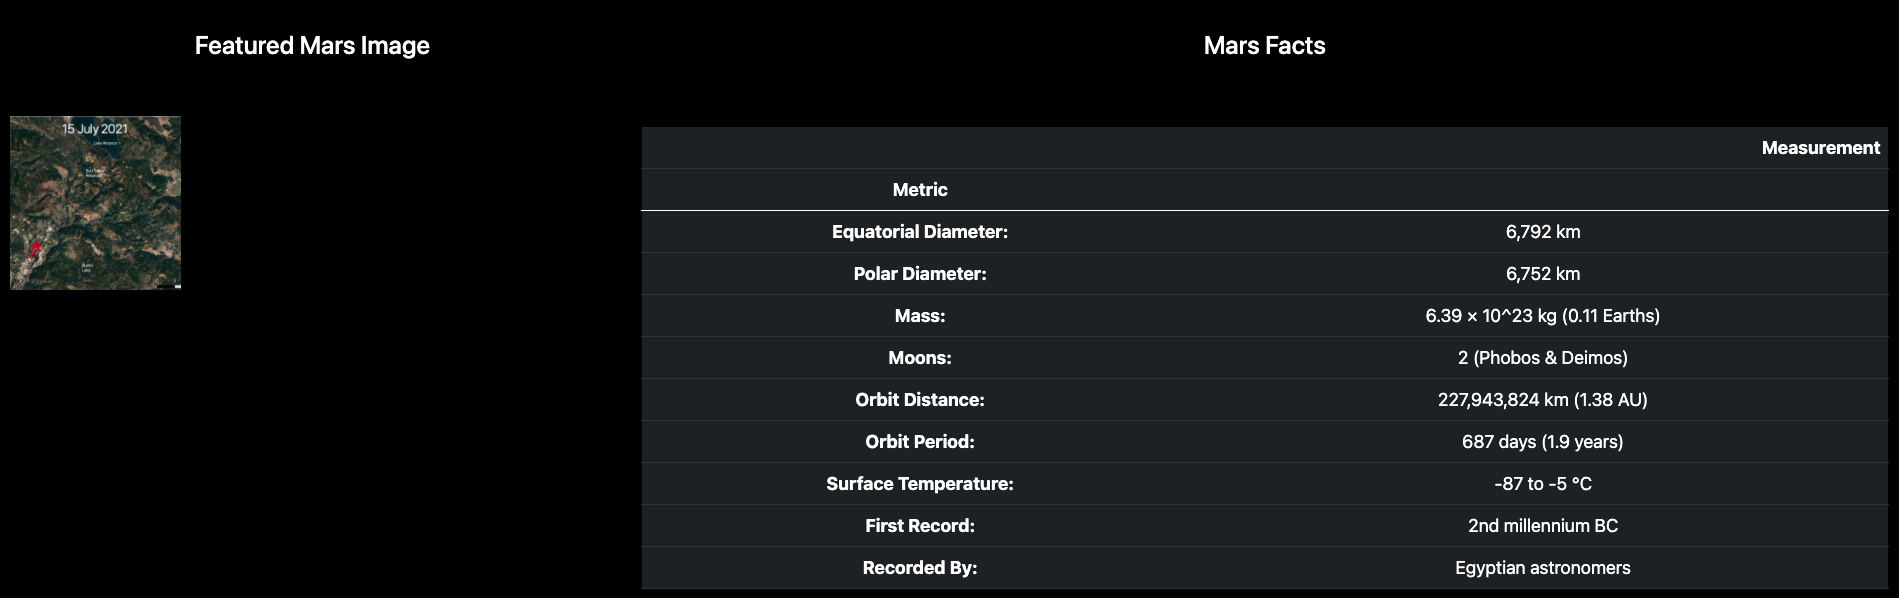 Featured Mars Image
15 July 2021
Lake Almanor
Mars Facts
Measurement
Metric
Equatorial Diameter: 6,792 km
Polar Diameter: 6,752 km
Mass: 6.39 × 10^23 kg (0.11 Earths)
Moons: 2 (Phobos & Deimos)
Orbit Distance: 227,943,824 km (1.38 AU)
Orbit Period: 687 days (1.9 years)
Surface Temperature: -87 to -5 °C
First Record: 2nd millennium BC
Recorded By: Egyptian astronomers